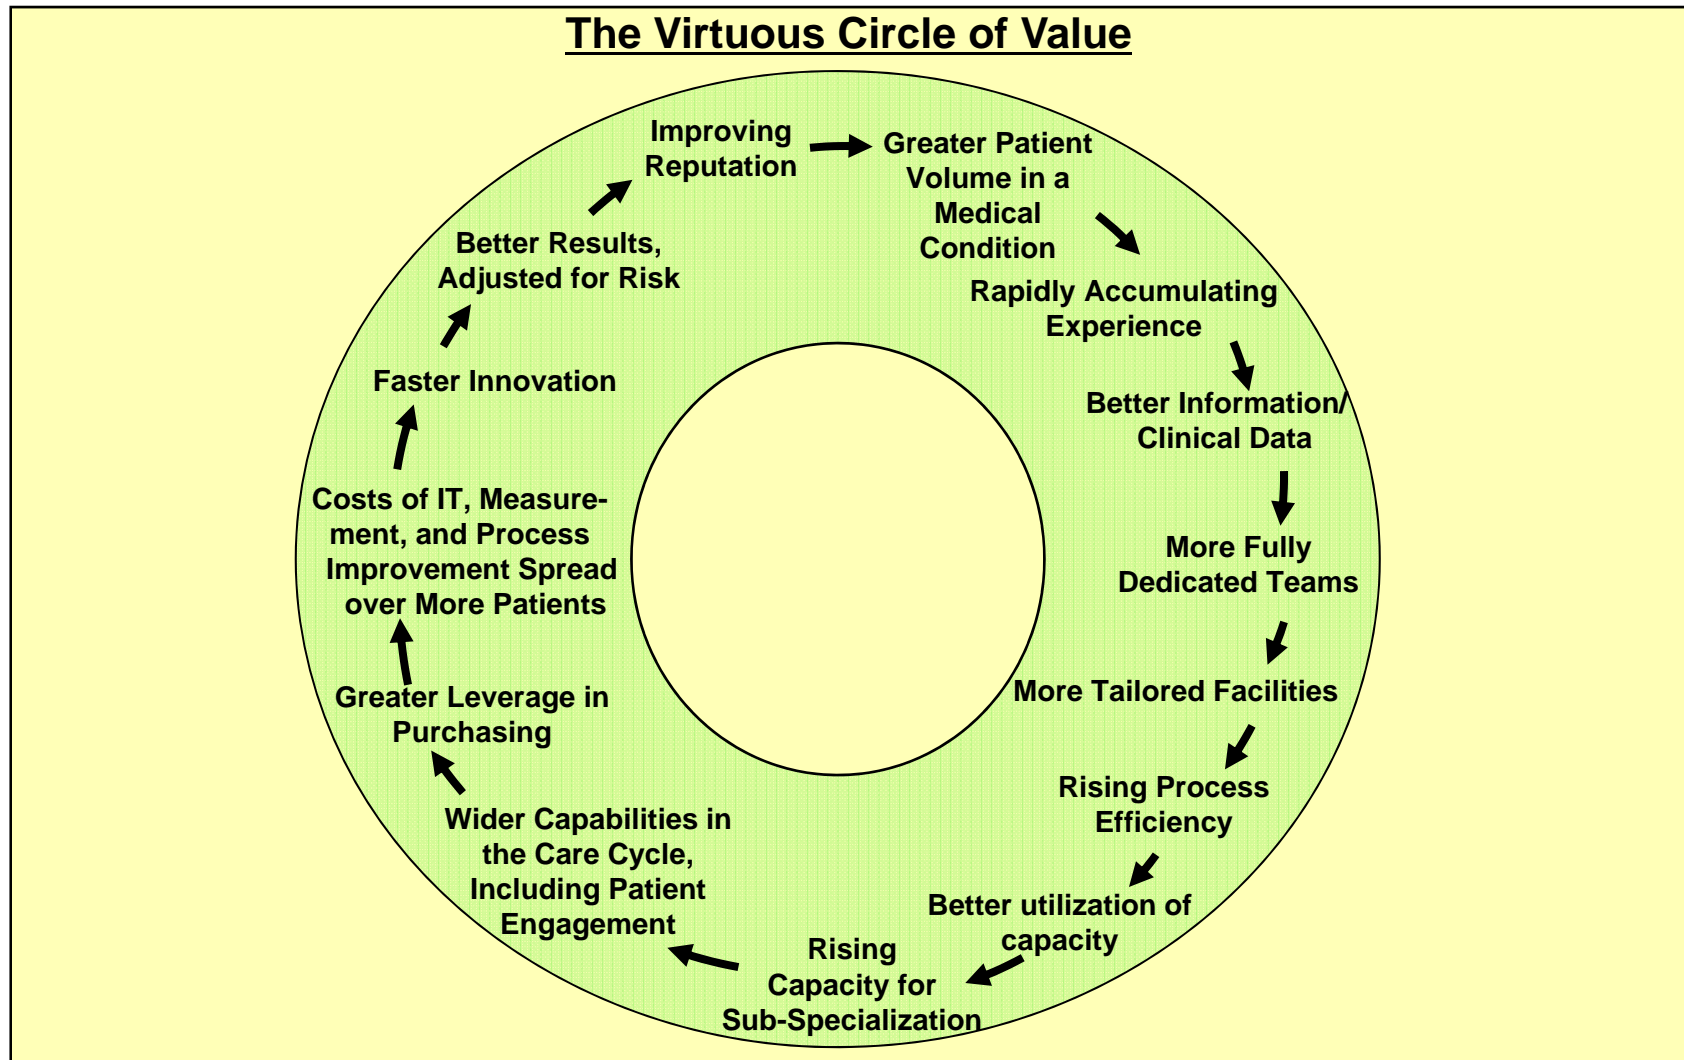 The Virtuous Circle of Value
Improving
Reputation
Greater Patient
Volume in a
Medical
Condition
Rapidly Accumulating
Experience
Better Information/
Clinical Data
More Fully
Dedicated Teams
More Tailored Facilities
Rising Process
Efficiency
Better utilization of
capacity
Rising
Capacity for
Sub-Specialization
Wider Capabilities in
the Care Cycle,
Including Patient
Engagement
Greater Leverage in
Purchasing
Costs of IT, Measure-
ment, and Process
Improvement Spread
over More Patients
Faster Innovation
Better Results,
Adjusted for Risk